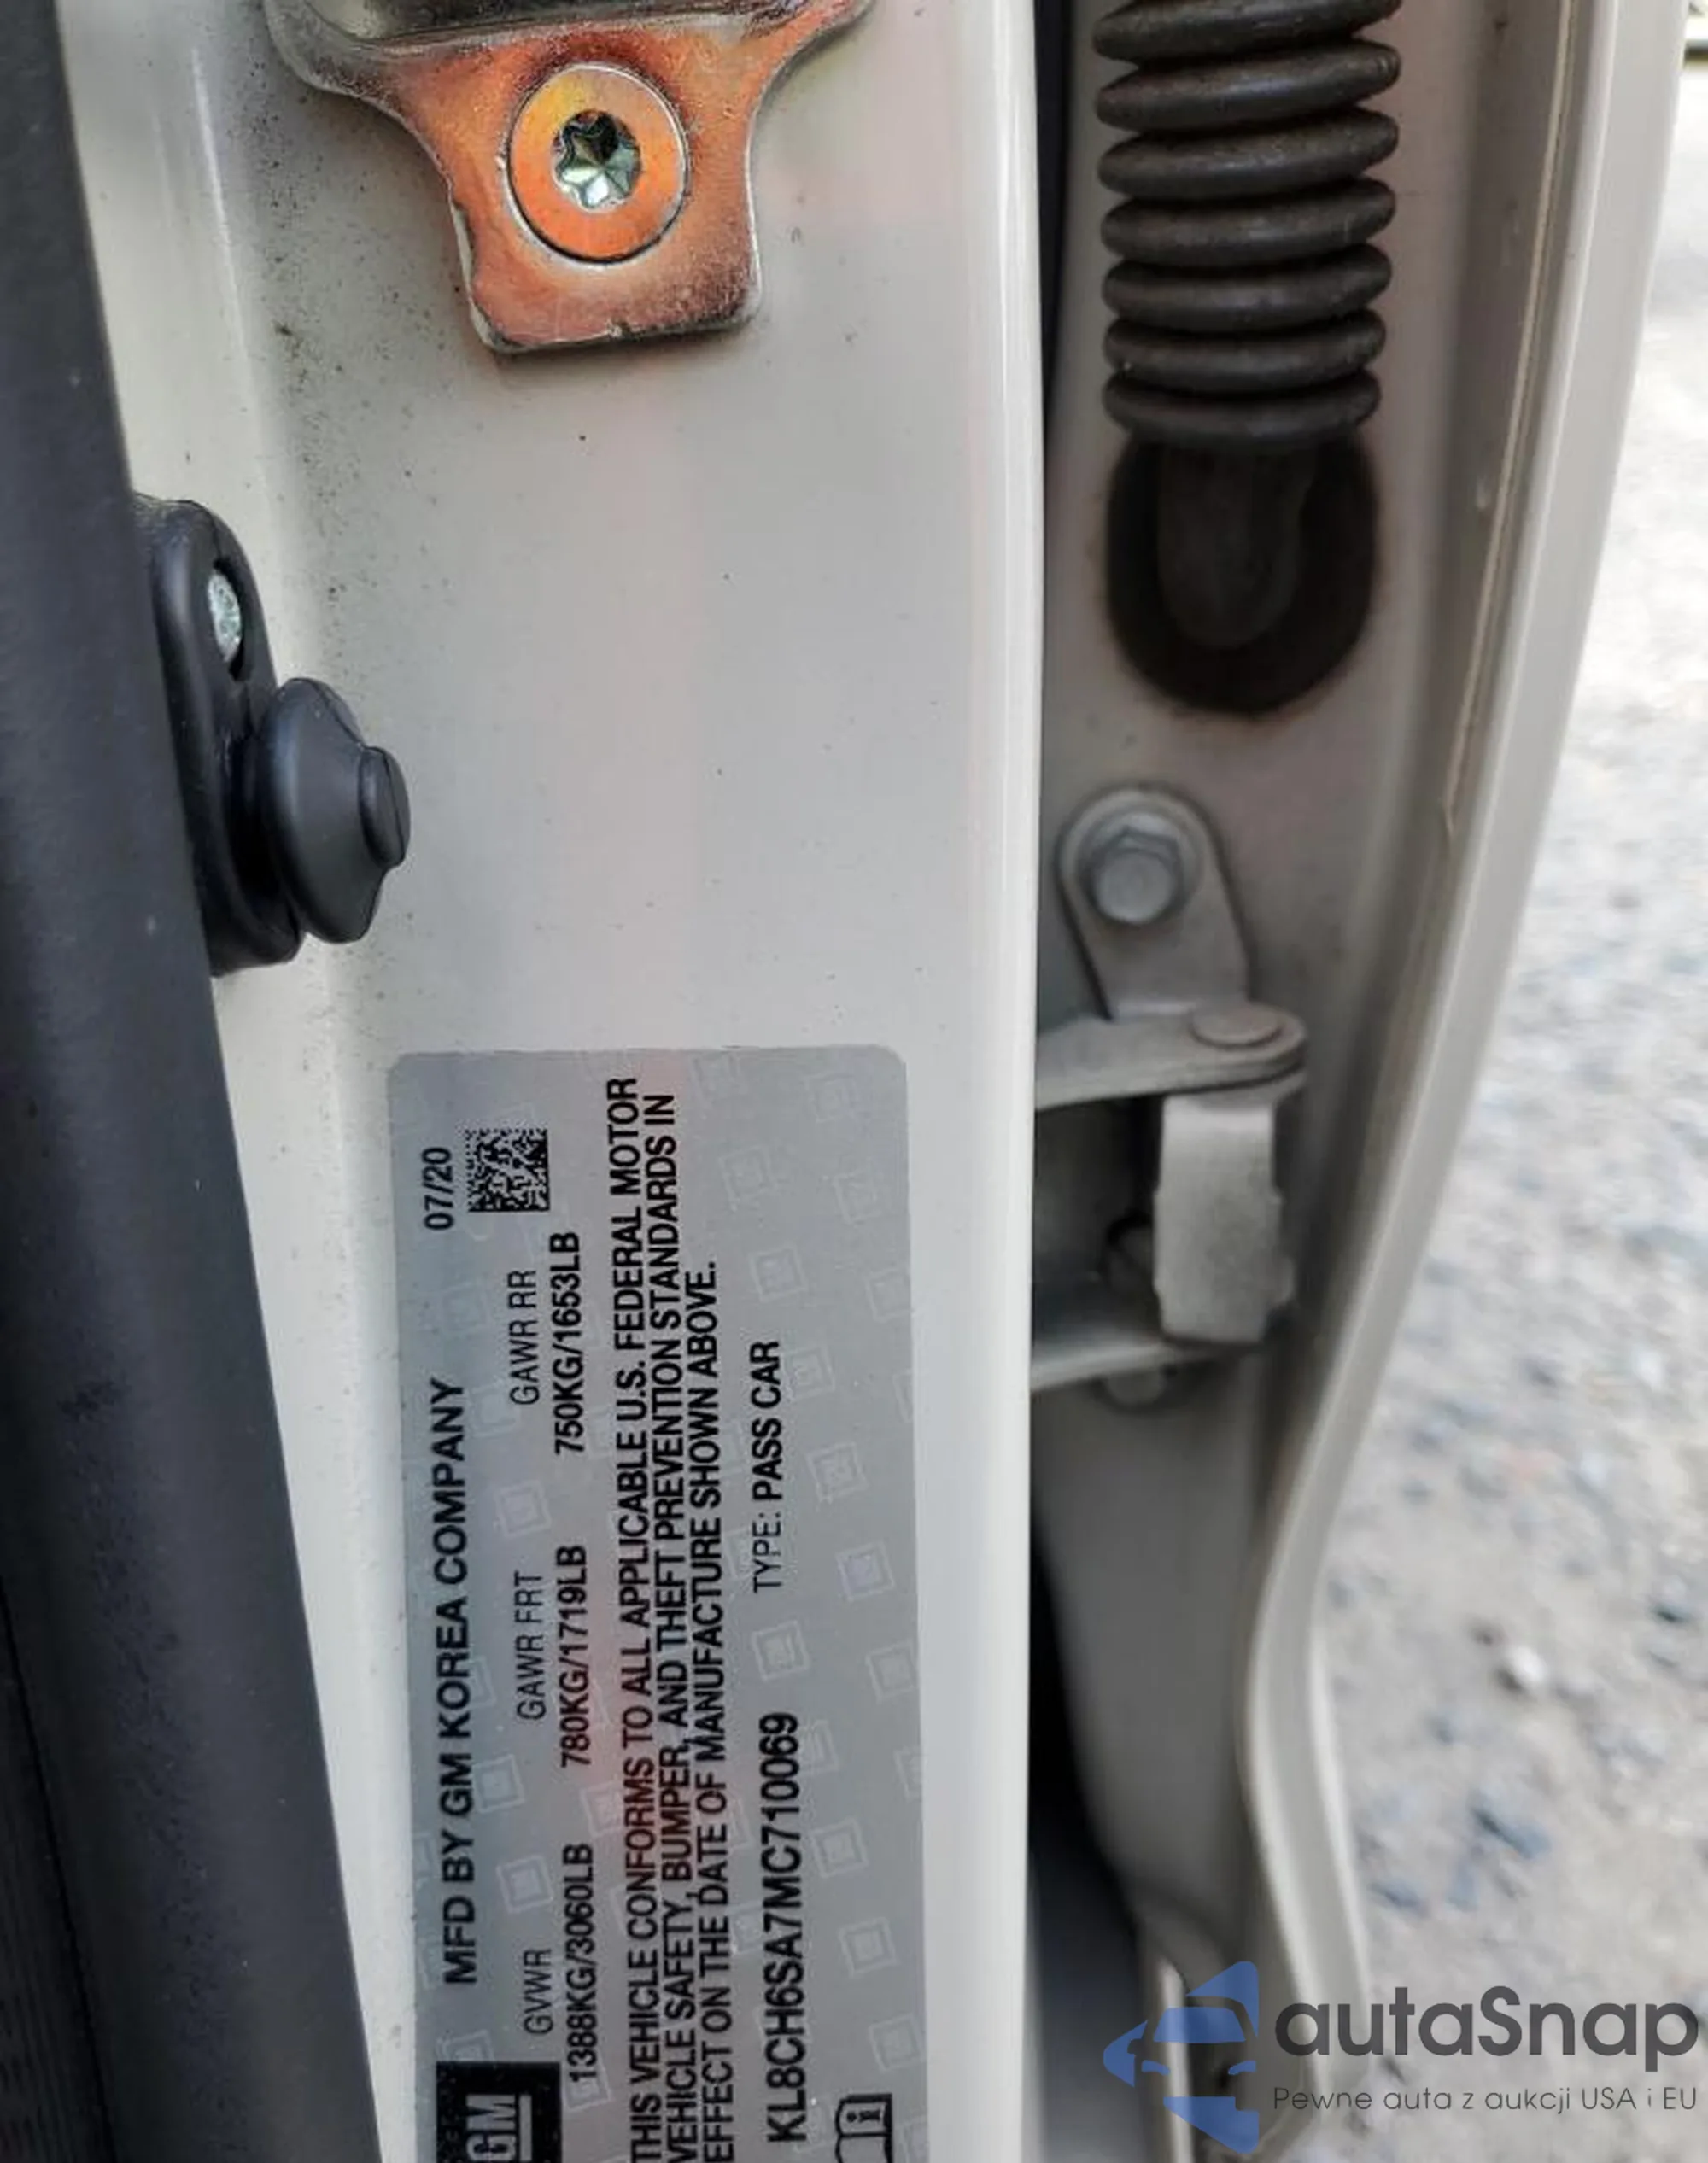 MFD BY GM KOREA COMPANY 07/20
GM
GVWR GAWR FRT GAWR RR
1388KG/3060LB 780KG/1719LB 750KG/1653LB
THIS VEHICLE CONFORMS TO ALL APPLICABLE U.S. FEDERAL MOTOR
VEHICLE SAFETY, BUMPER, AND THEFT PREVENTION STANDARDS IN
EFFECT ON THE DATE OF MANUFACTURE SHOWN ABOVE.
KL8CH6SA7MC710069 TYPE: PASS CAR
autaSnap
Pewne auta z aukcji USA i EU